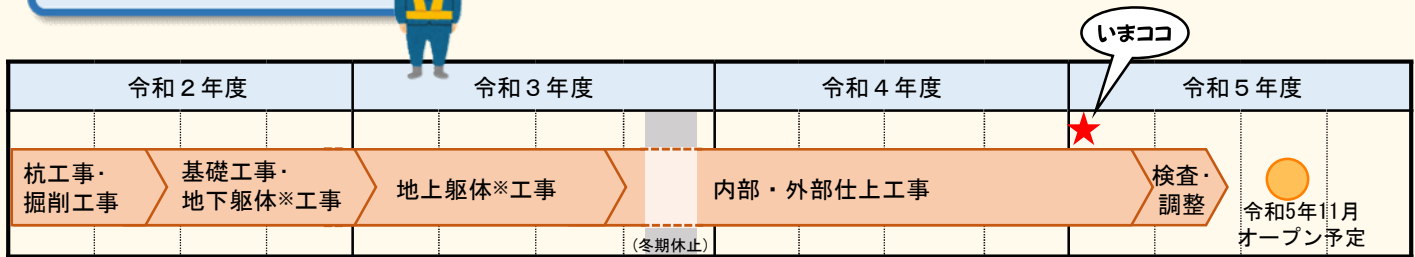 いまココ
令和２年度
令和３年度
令和４年度
令和５年度
杭工事・
掘削工事
基礎工事・
地下躯体※工事
地上躯体※工事
(冬期休止)
内部・外部仕上工事
検査・
調整
令和5年11月
オープン予定